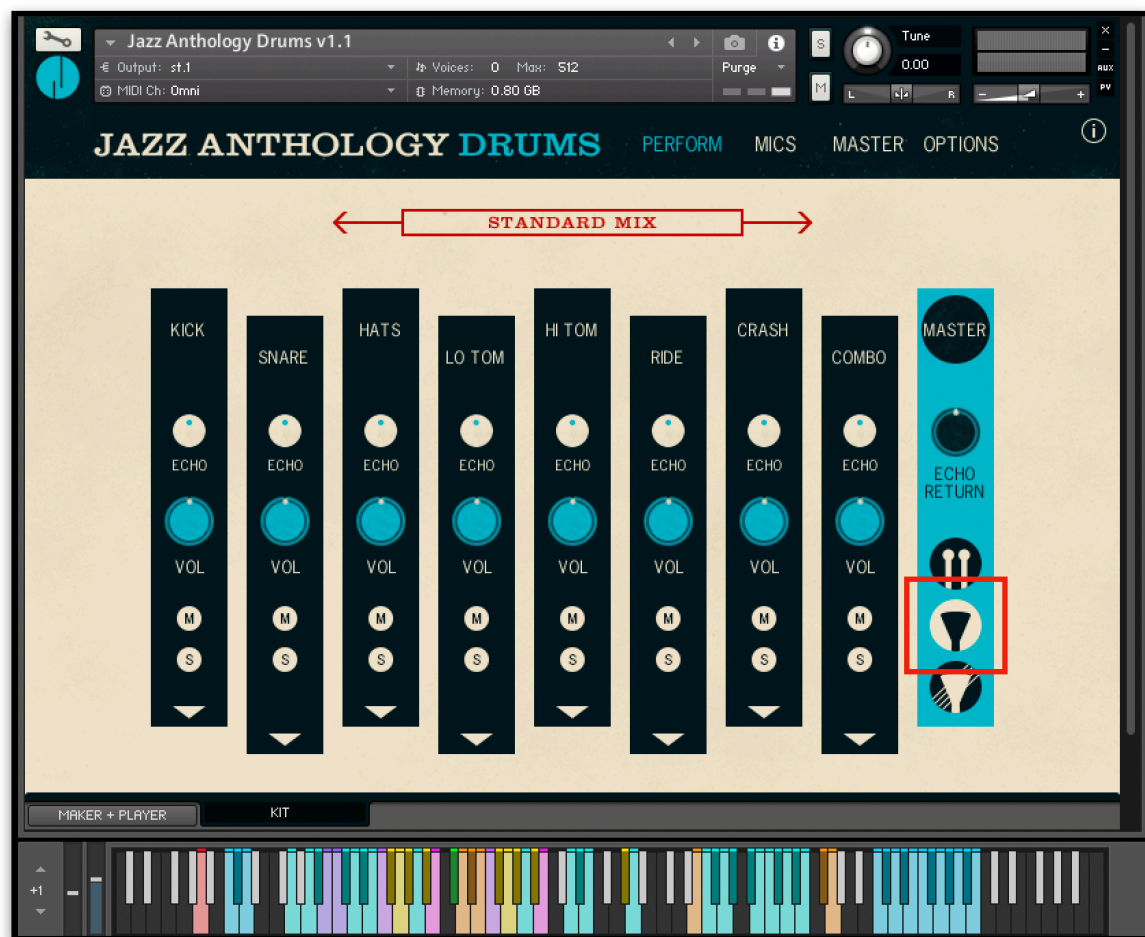 Jazz Anthology Drums v1.1
Output: st.1
Voices: 0 Max: 512
Purge
MIDI Ch: Omni
Memory: 0.80 GB
S
M
Tune
0.00
L R
- +
×
-
AUX
PV
JAZZ ANTHOLOGY DRUMS
PERFORM MICS MASTER OPTIONS
i
STANDARD MIX
KICK SNARE HATS LO TOM HI TOM RIDE CRASH COMBO MASTER
ECHO ECHO ECHO ECHO ECHO ECHO ECHO ECHO ECHO
RETURN
VOL VOL VOL VOL VOL VOL VOL VOL
M M M M M M M M
S S S S S S S S
MAKER + PLAYER KIT
+1